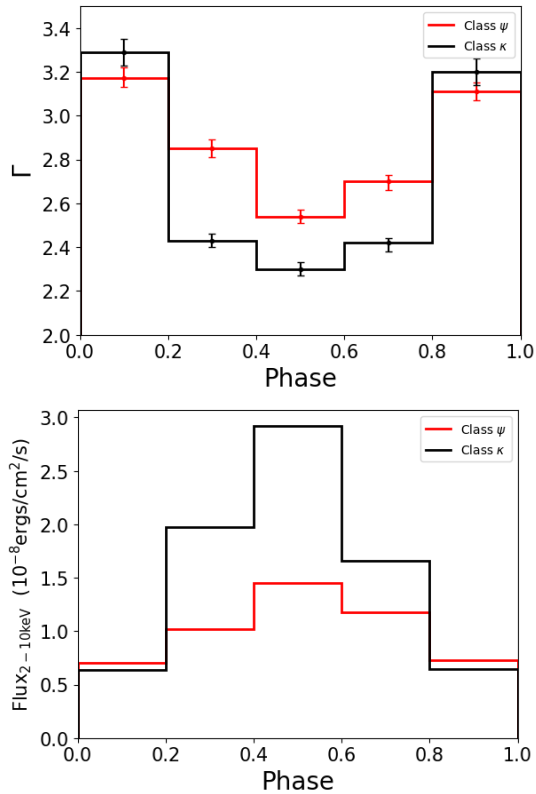 3.4
3.2
3.0
2.8
2.6
2.4
2.2
2.0
Γ
Class ψ
Class κ
0.0 0.2 0.4 0.6 0.8 1.0
Phase
3.0
2.5
2.0
1.5
1.0
0.5
0.0
Flux2−10keV (10−8ergs/cm2/s)
Class ψ
Class κ
0.0 0.2 0.4 0.6 0.8 1.0
Phase